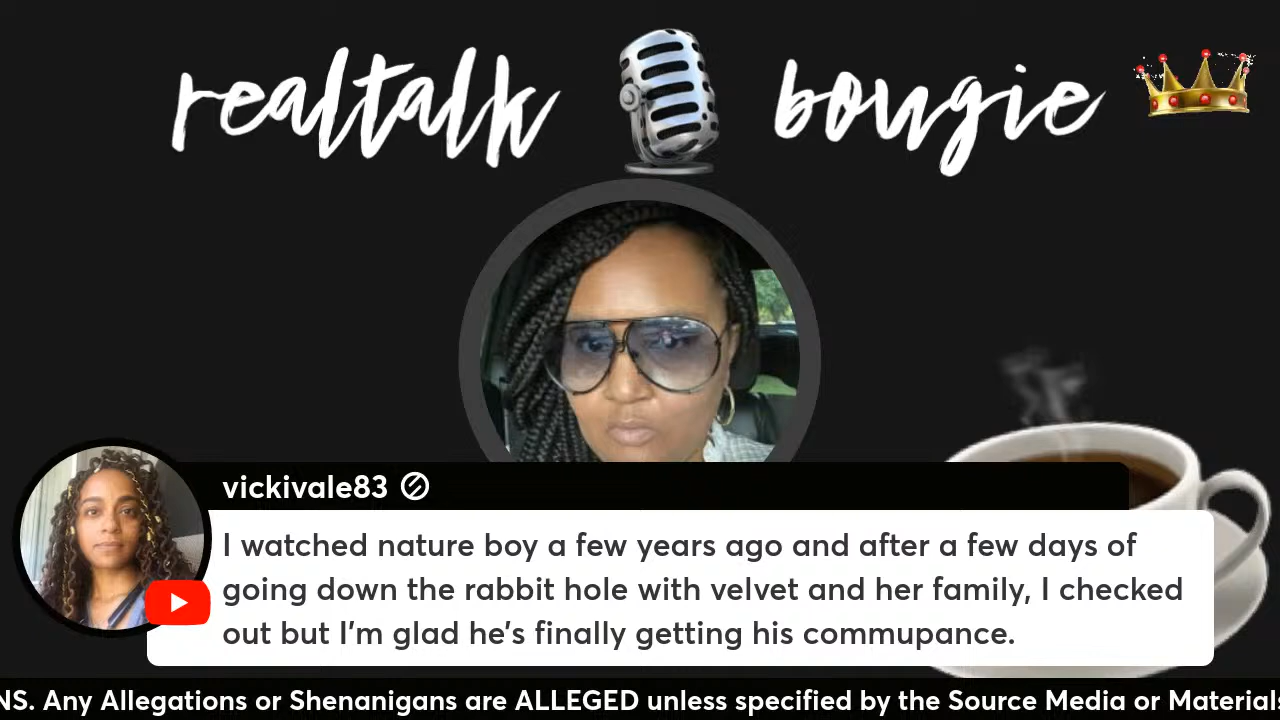 realtalk bougie
vickivale83
I watched nature boy a few years ago and after a few days of
going down the rabbit hole with velvet and her family, I checked
out but I'm glad he's finally getting his commupance.
NS. Any Allegations or Shenanigans are ALLEGED unless specified by the Source Media or Materials